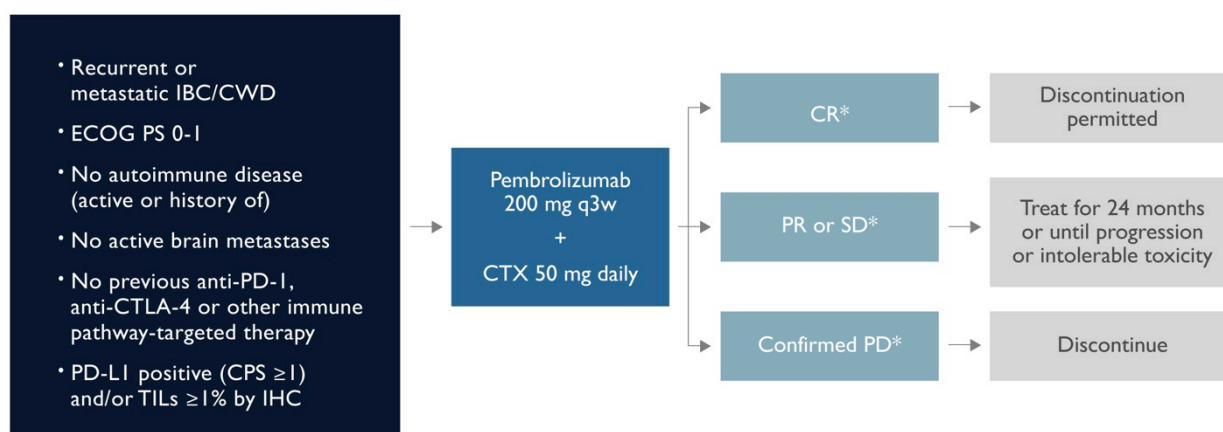 • Recurrent or
metastatic IBC/CWD
• ECOG PS 0-1
• No autoimmune disease
(active or history of)
• No active brain metastases
• No previous anti-PD-1,
anti-CTLA-4 or other immune
pathway-targeted therapy
• PD-L1 positive (CPS ≥1)
and/or TILs ≥1% by IHC
Pembrolizumab
200 mg q3w
+
CTX 50 mg daily
CR*
Discontinuation
permitted
PR or SD*
Treat for 24 months
or until progression
or intolerable toxicity
Confirmed PD*
Discontinue